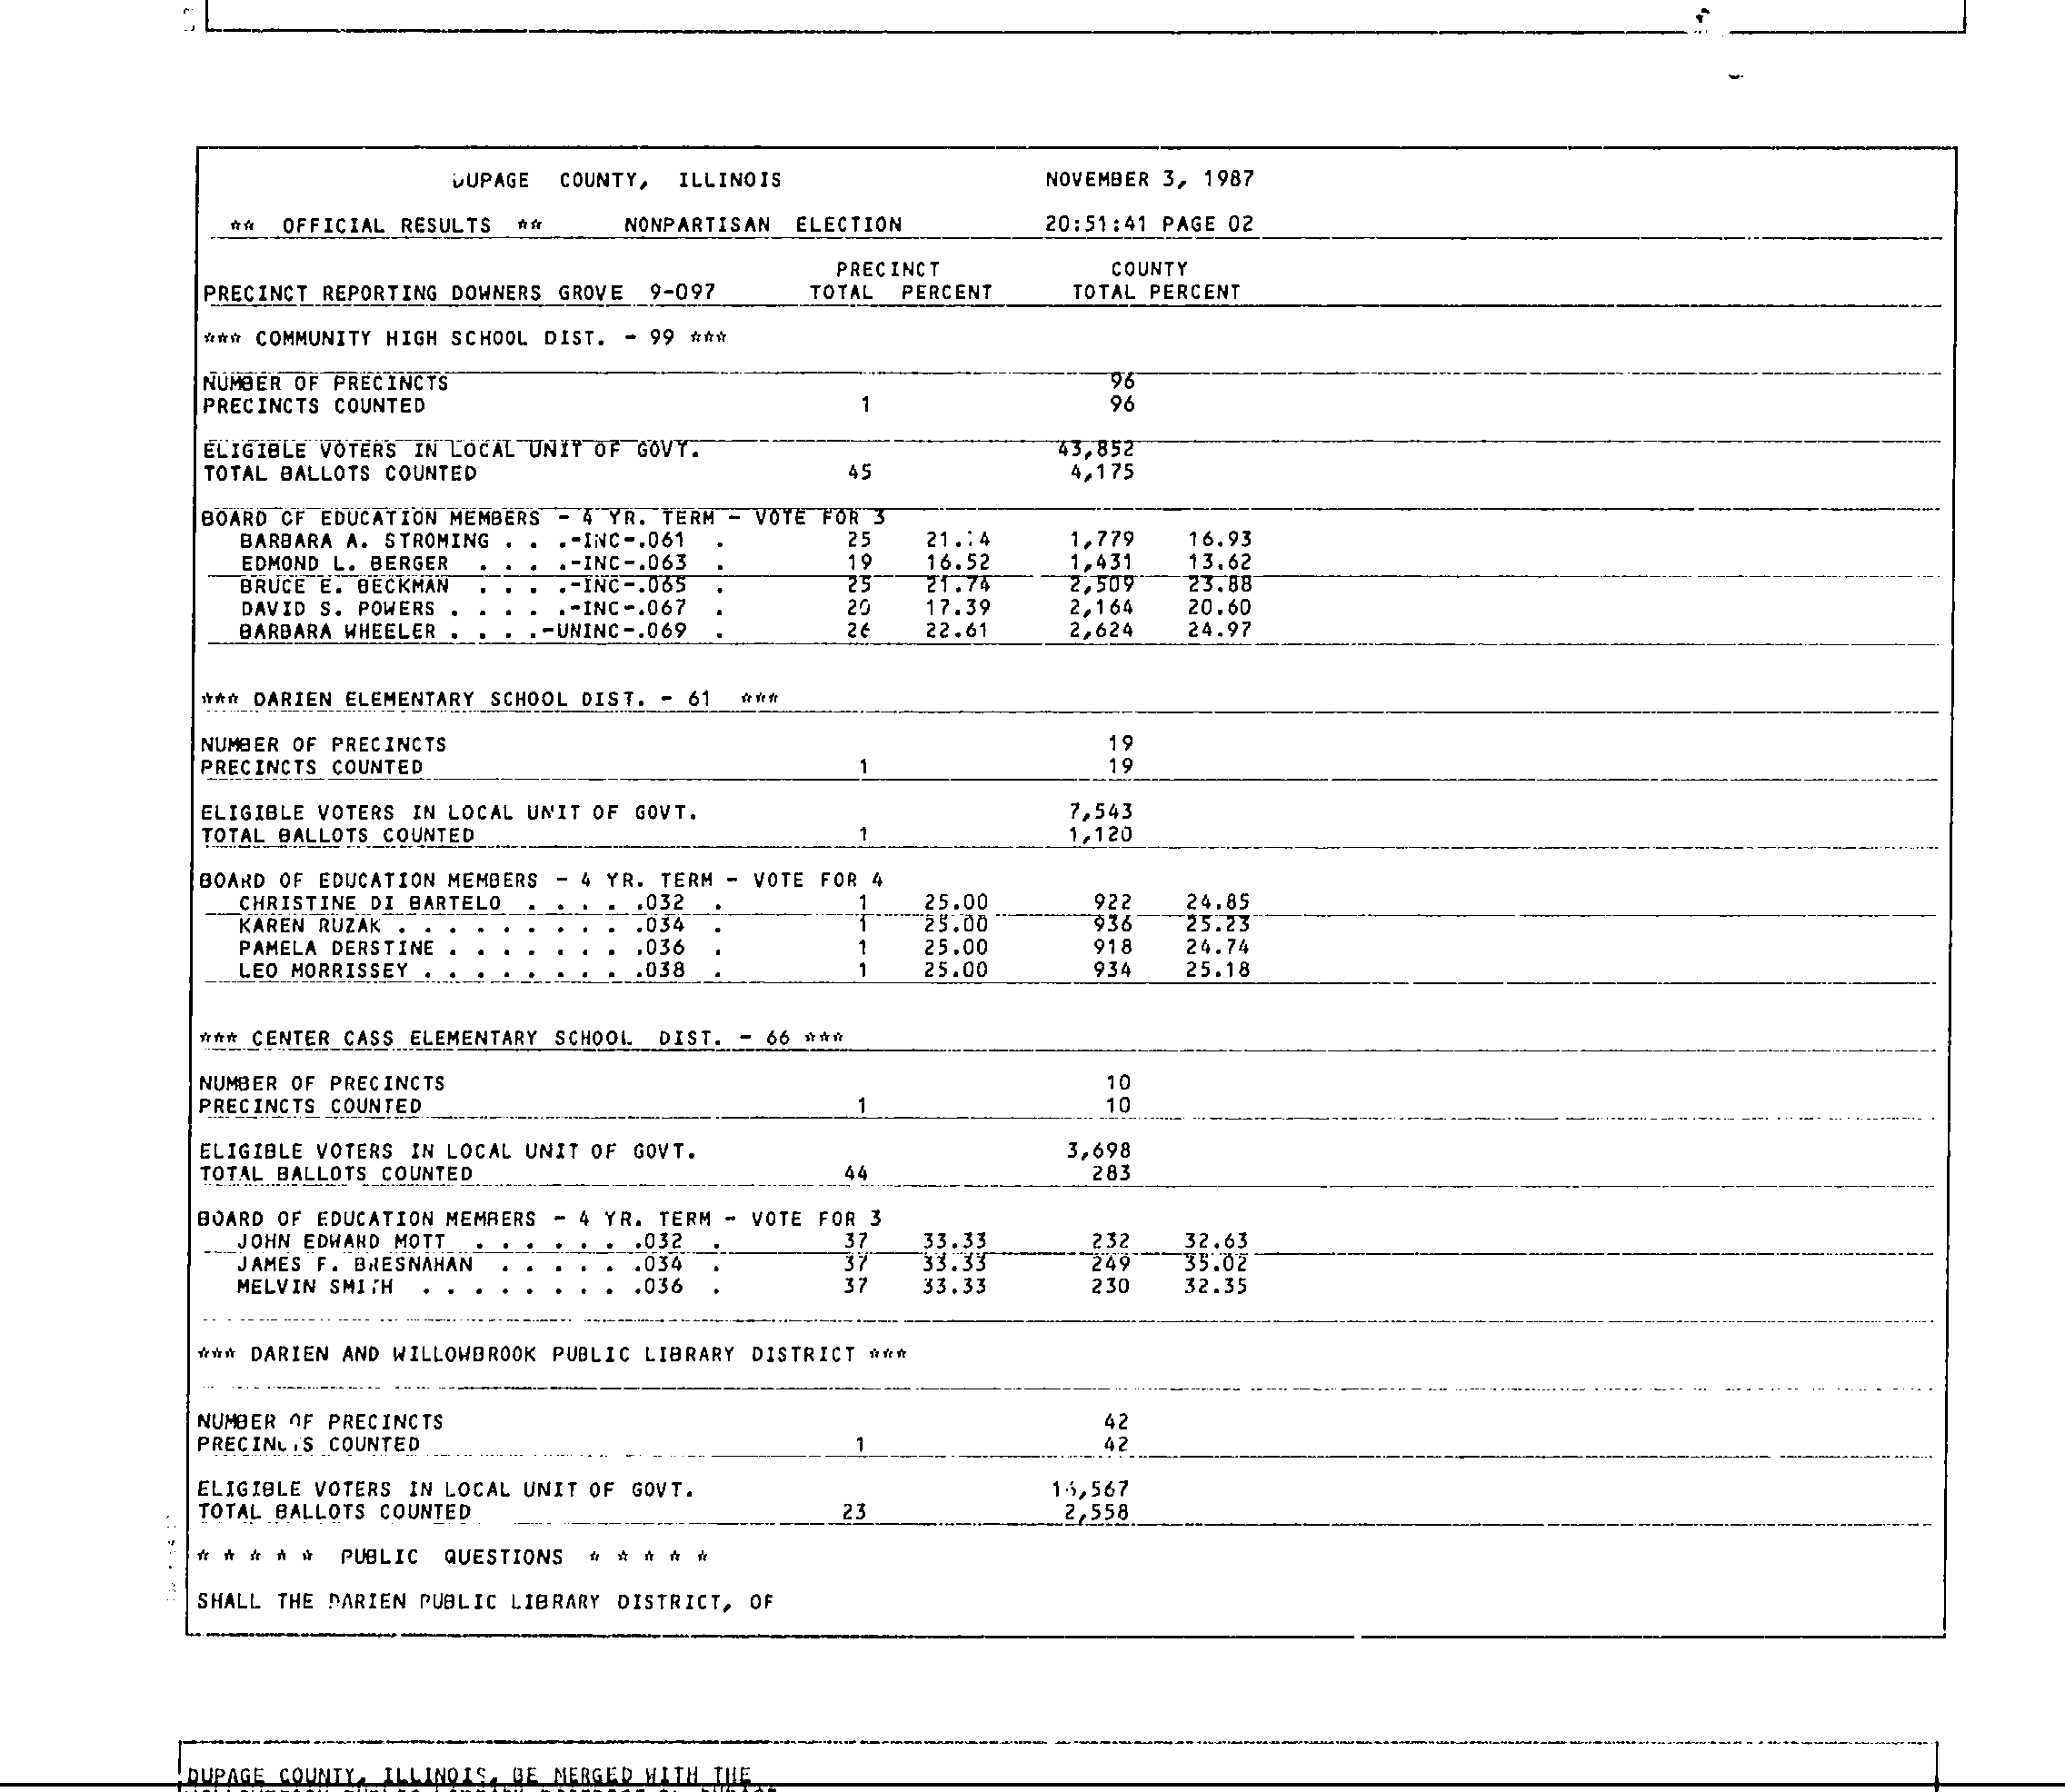 DUPAGE COUNTY, ILLINOIS NOVEMBER 3, 1987
** OFFICIAL RESULTS ** NONPARTISAN ELECTION 20:51:41 PAGE 02
PRECINCT COUNTY
PRECINCT REPORTING DOWNERS GROVE 9-097 TOTAL PERCENT TOTAL PERCENT
*** COMMUNITY HIGH SCHOOL DIST. - 99 ***
NUMBER OF PRECINCTS 96
PRECINCTS COUNTED 1 96
ELIGIBLE VOTERS IN LOCAL UNIT OF GOVT. 43,852
TOTAL BALLOTS COUNTED 45 4,175
BOARD OF EDUCATION MEMBERS - 4 YR. TERM - VOTE FOR 3
BARBARA A. STROMING . . .-INC-.061 . 25 21.74 1,779 16.93
EDMOND L. BERGER . . . .-INC-.063 . 19 16.52 1,431 13.62
BRUCE E. BECKMAN . . . .-INC-.065 . 25 21.74 2,509 23.88
DAVID S. POWERS . . . . .-INC-.067 . 20 17.39 2,164 20.60
BARBARA WHEELER . . . .-UNINC-.069 . 26 22.61 2,624 24.97
*** DARIEN ELEMENTARY SCHOOL DIST. - 61 ***
NUMBER OF PRECINCTS 19
PRECINCTS COUNTED 1 19
ELIGIBLE VOTERS IN LOCAL UNIT OF GOVT. 7,543
TOTAL BALLOTS COUNTED 1 1,120
BOARD OF EDUCATION MEMBERS - 4 YR. TERM - VOTE FOR 4
CHRISTINE DI BARTELO . . . . .032 . 1 25.00 922 24.85
KAREN RUZAK . . . . . . . . . .034 . 1 25.00 936 25.23
PAMELA DERSTINE . . . . . . . .036 . 1 25.00 918 24.74
LEO MORRISSEY . . . . . . . . .038 . 1 25.00 934 25.18
*** CENTER CASS ELEMENTARY SCHOOL DIST. - 66 ***
NUMBER OF PRECINCTS 10
PRECINCTS COUNTED 1 10
ELIGIBLE VOTERS IN LOCAL UNIT OF GOVT. 3,698
TOTAL BALLOTS COUNTED 44 283
BOARD OF EDUCATION MEMBERS - 4 YR. TERM - VOTE FOR 3
JOHN EDWARD MOTT . . . . . . .032 . 37 33.33 232 32.63
JAMES F. BRESNAHAN . . . . . .034 . 37 33.33 249 35.02
MELVIN SMITH . . . . . . . . .036 . 37 33.33 230 32.35
*** DARIEN AND WILLOWBROOK PUBLIC LIBRARY DISTRICT ***
NUMBER OF PRECINCTS 42
PRECINCTS COUNTED 1 42
ELIGIBLE VOTERS IN LOCAL UNIT OF GOVT.
TOTAL BALLOTS COUNTED 23 2,558
* * * * * PUBLIC QUESTIONS * * * * *
SHALL THE DARIEN PUBLIC LIBRARY DISTRICT, OF
DUPAGE COUNTY, ILLINOIS, BE MERGED WITH THE